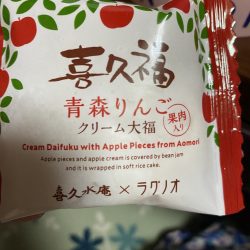 喜久福
青森りんご
クリーム大福
果肉
入り
Cream Daifuku with Apple Pieces from Aomori
Apple pieces and apple cream is covered by bean jam
and it is wrapped in soft rice cake.
喜久水庵 × ラグノオ